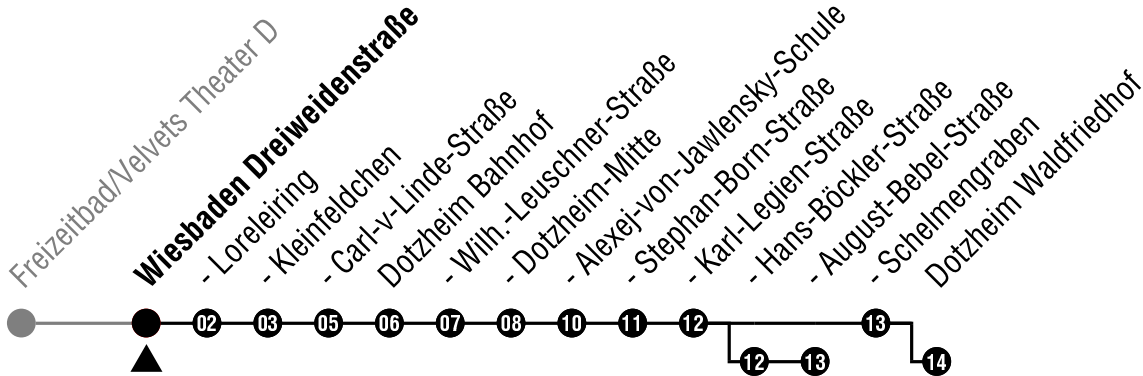 Freizeitbad/Velvets Theater D
Wiesbaden Dreiweidenstraße
- Loreleiring
- Kleinfeldchen
- Carl-v-Linde-Straße
Dotzheim Bahnhof
- Wilh.-Leuschner-Straße
- Dotzheim-Mitte
- Alexej-von-Jawlensky-Schule
- Stephan-Born-Straße
- Karl-Legien-Straße
- Hans-Böckler-Straße
- August-Bebel-Straße
- Schelmengraben
Dotzheim Waldfriedhof
02 03 05 06 07 08 10 11 12 13
12 13 14